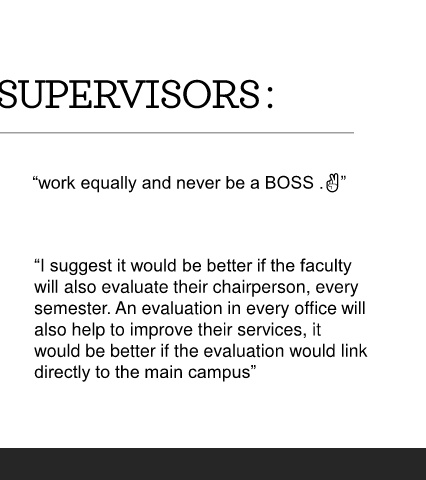 SUPERVISORS:
“work equally and never be a BOSS .✌”
“I suggest it would be better if the faculty
will also evaluate their chairperson, every
semester. An evaluation in every office will
also help to improve their services, it
would be better if the evaluation would link
directly to the main campus”